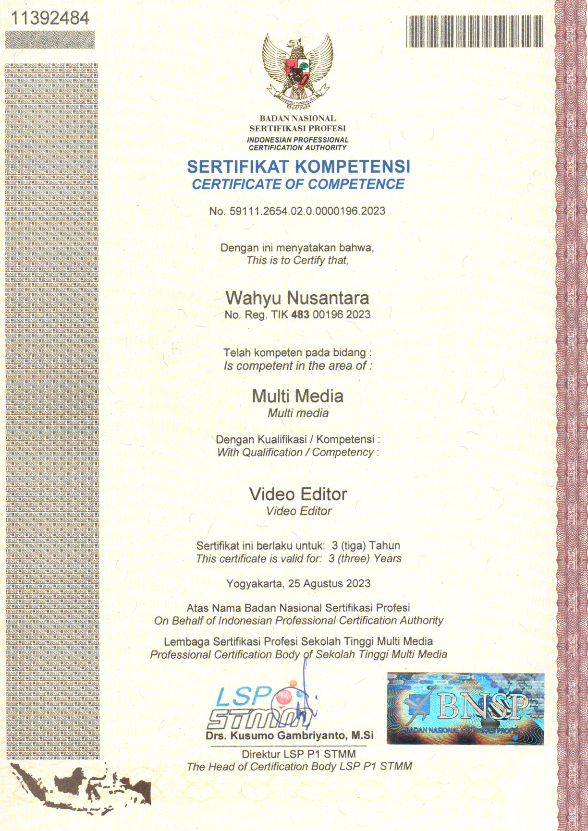 11392484
BADAN NASIONAL
SERTIFIKASI PROFESI
INDONESIAN PROFESSIONAL
CERTIFICATION AUTHORITY
SERTIFIKAT KOMPETENSI
CERTIFICATE OF COMPETENCE
No. 59111.2654.02.0.0000196.2023
Dengan ini menyatakan bahwa,
This is to Certify that,
Wahyu Nusantara
No. Reg. TIK 483 00196 2023
Telah kompeten pada bidang :
Is competent in the area of :
Multi Media
Multi media
Dengan Kualifikasi / Kompetensi :
With Qualification / Competency :
Video Editor
Video Editor
Sertifikat ini berlaku untuk: 3 (tiga) Tahun
This certificate is valid for: 3 (three) Years
Yogyakarta, 25 Agustus 2023
Atas Nama Badan Nasional Sertifikasi Profesi
On Behalf of Indonesian Professional Certification Authority
Lembaga Sertifikasi Profesi Sekolah Tinggi Multi Media
Professional Certification Body of Sekolah Tinggi Multi Media
LSP
STMM
BNSP
BADAN NASIONAL SERTIFIKASI PROFESI
Drs. Kusumo Gambriyanto, M.Si
Direktur LSP P1 STMM
The Head of Certification Body LSP P1 STMM